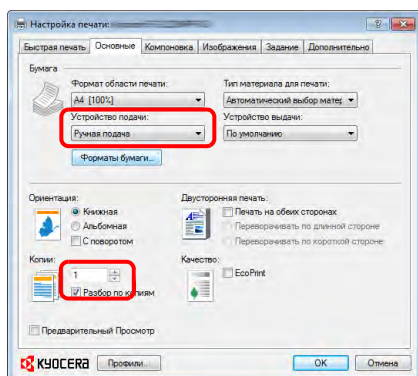 Настройка печати:
Быстрая печать Основные Компоновка Изображения Задание Дополнительно
Бумага
Формат области печати: Тип материала для печати:
A4 [100%] Автоматический выбор матер
Устройство подачи: Устройство выдачи:
Ручная подача По умолчанию
Форматы бумаги...
Ориентация: Двусторонняя печать:
Книжная Печать на обеих сторонах
Альбомная Переворачивать по длинной стороне
С поворотом Переворачивать по короткой стороне
Копии: Качество:
1 EcoPrint
Разбор по копиям
Предварительный Просмотр
KYOCERA Профили... OK Отмена